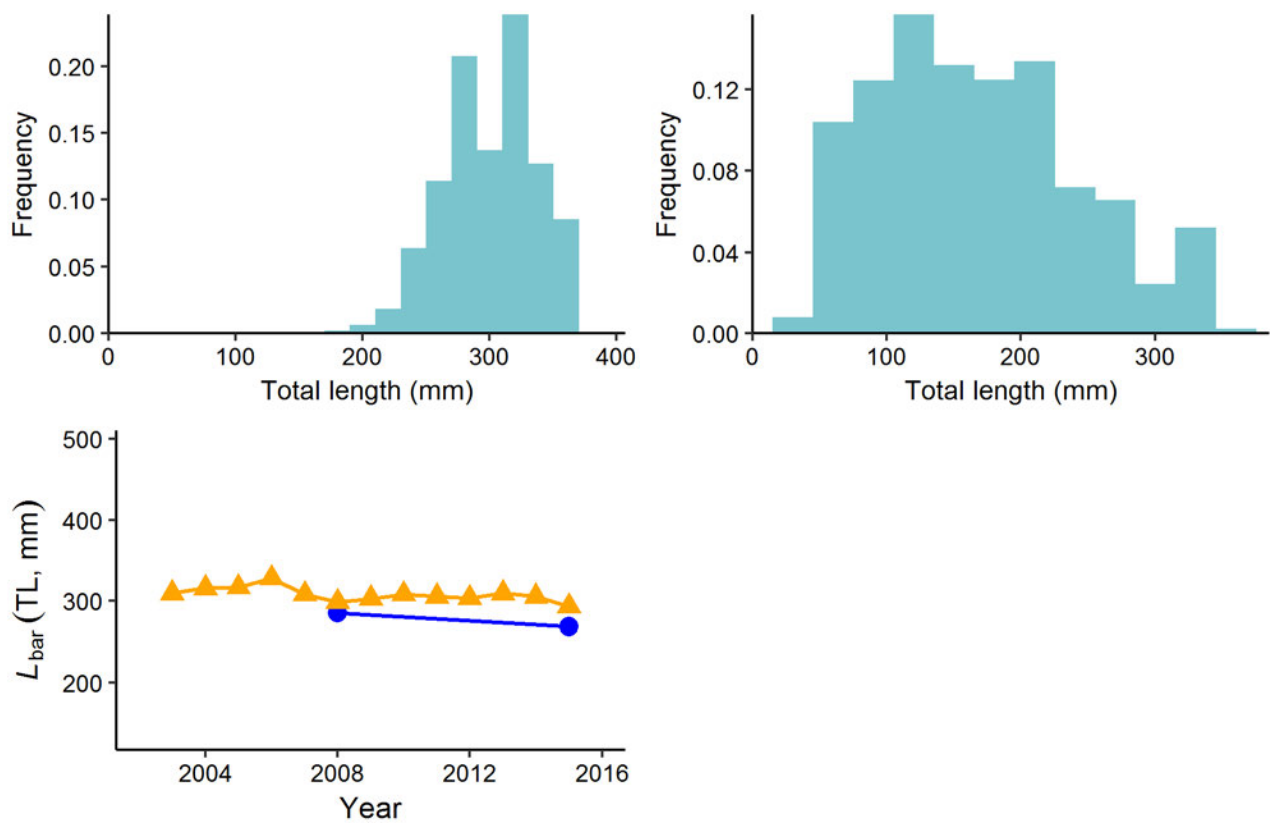 Frequency
0.20
0.15
0.10
0.05
0.00
0 100 200 300 400
Total length (mm)
Frequency
0.12
0.08
0.04
0.00
0 100 200 300
Total length (mm)
L bar (TL, mm)
500
400
300
200
2004 2008 2012 2016
Year